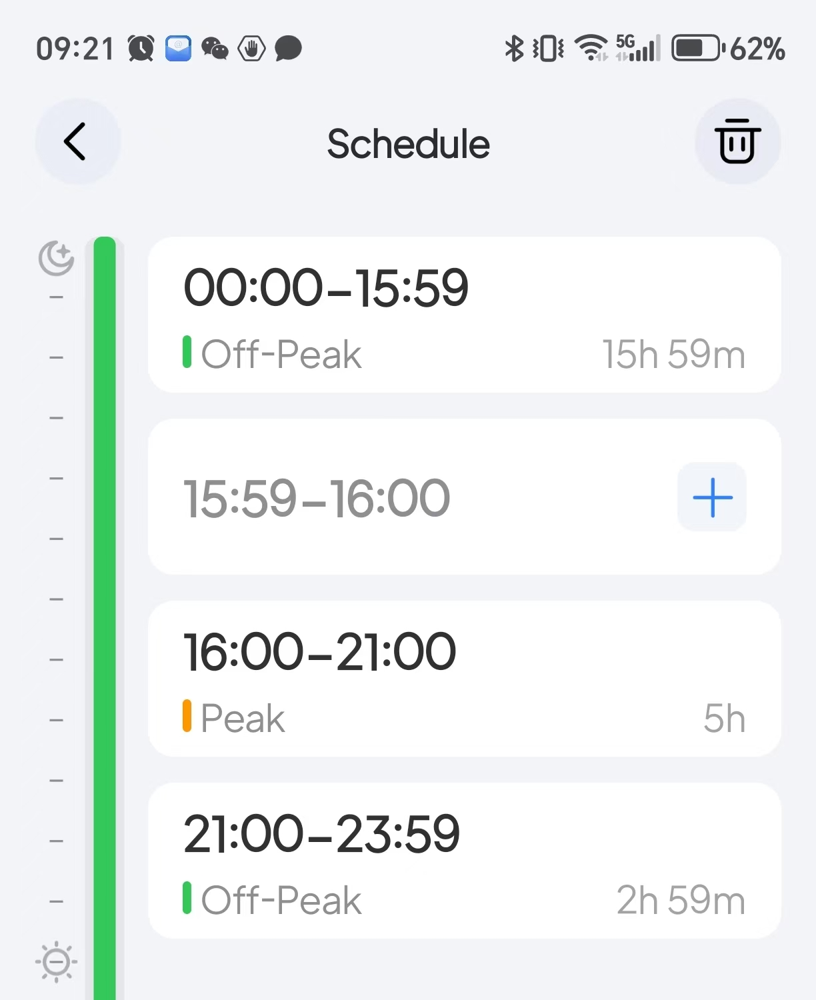 09:21 5G 62%
Schedule
00:00–15:59
Off-Peak 15h 59m
15:59–16:00
16:00–21:00
Peak 5h
21:00–23:59
Off-Peak 2h 59m